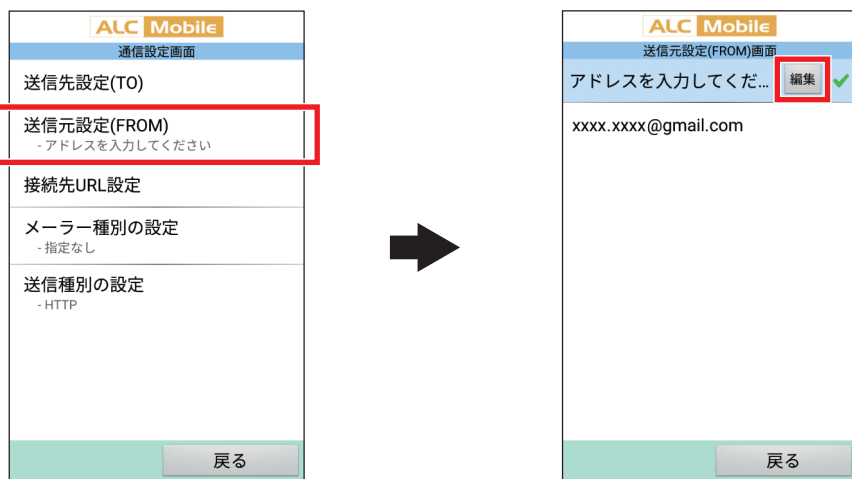 ALC Mobile
通信設定画面
送信先設定(TO)
送信元設定(FROM)
- アドレスを入力してください
接続先URL設定
メーラー種別の設定
- 指定なし
送信種別の設定
- HTTP
戻る
ALC Mobile
送信元設定(FROM)画面
アドレスを入力してくだ... 編集
xxxx.xxxx@gmail.com
戻る